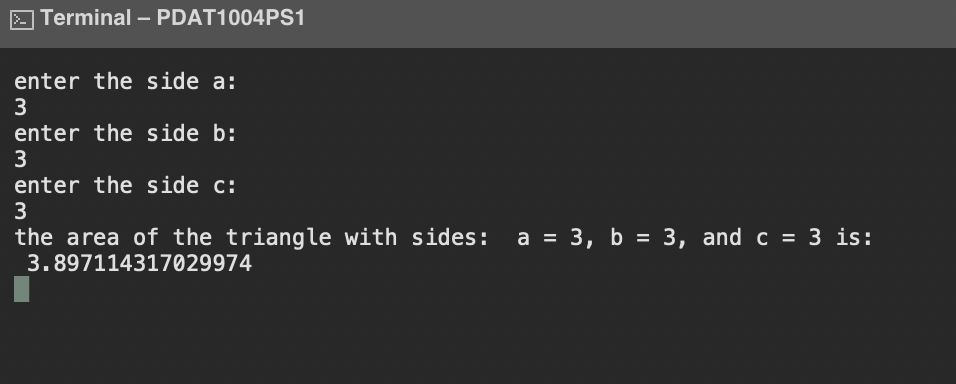 Terminal – PDAT1004PS1
enter the side a:
3
enter the side b:
3
enter the side c:
3
the area of the triangle with sides:  a = 3, b = 3, and c = 3 is:
 3.897114317029974